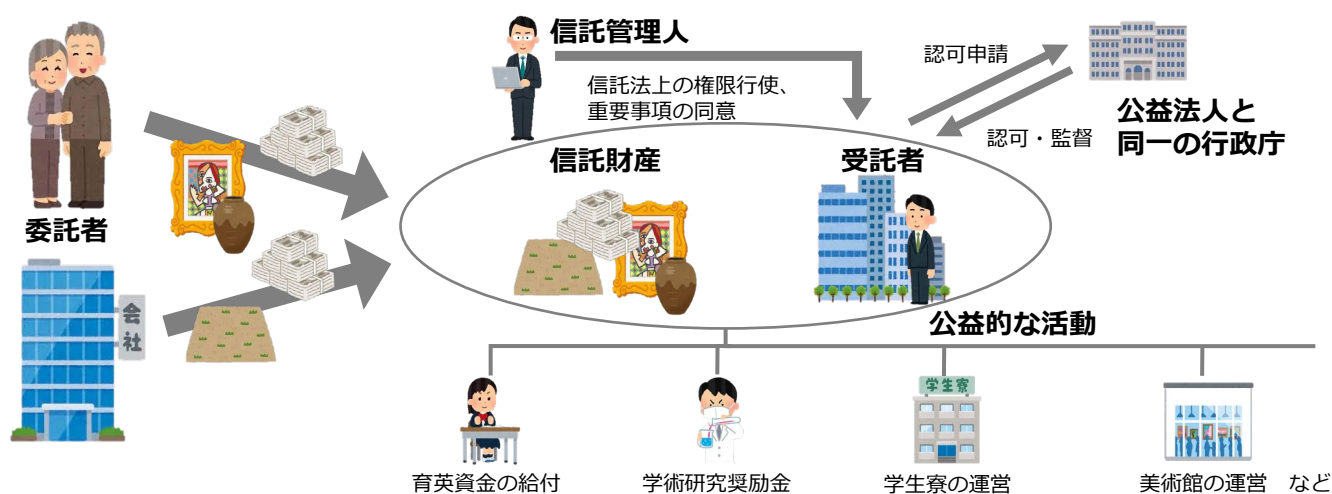 信託管理人
信託法上の権限行使、
重要事項の同意
認可申請
認可・監督
公益法人と
同一の行政庁
委託者
会社
信託財産
受託者
公益的な活動
学生寮
育英資金の給付
学術研究奨励金
学生寮の運営
美術館の運営　など